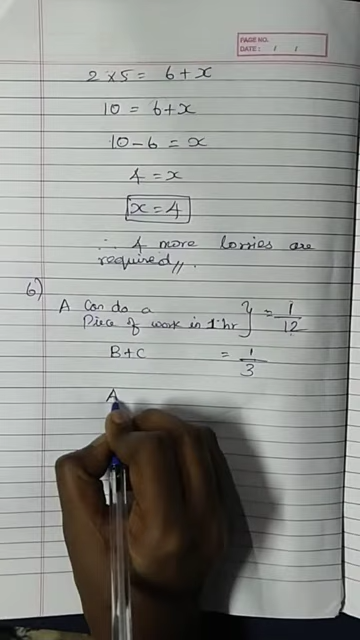 PAGE NO.
DATE : / /
2 × 5 = 6 + x
10 = 6 + x
10 - 6 = x
4 = x
x = 4
∴ 4 more lorries are
required //.
6)
A Can do a
Piece of work in 1 hr } = 1/12
B + C = 1/3
A